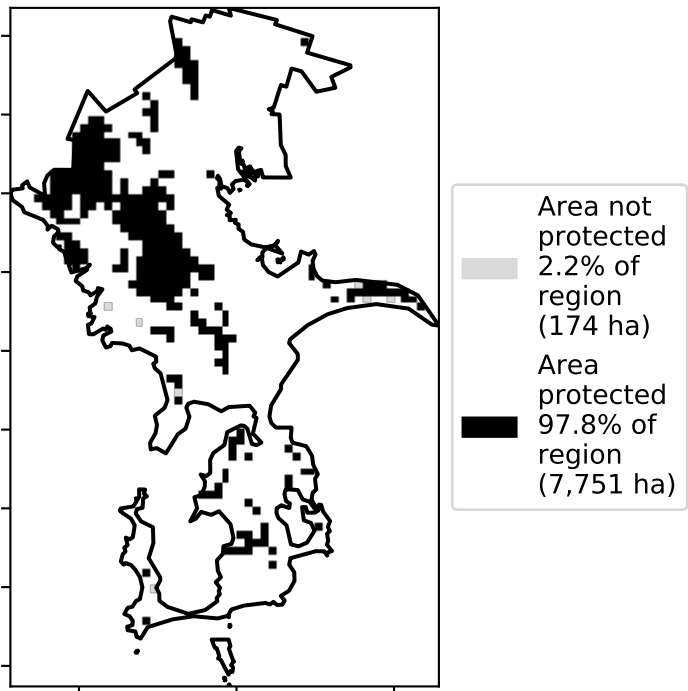 Area not
protected
2.2% of
region
(174 ha)
Area
protected
97.8% of
region
(7,751 ha)